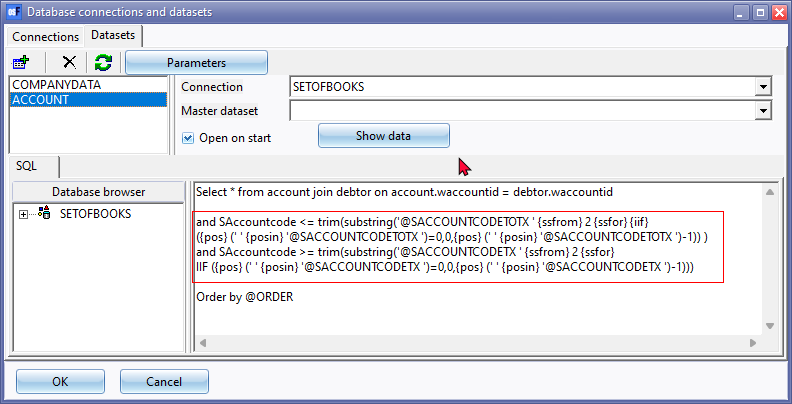 Database connections and datasets
Connections Datasets
Parameters
COMPANYDATA
ACCOUNT
Connection SETOFBOOKS
Master dataset
Open on start Show data
SQL
Database browser
SETOFBOOKS
Select * from account join debtor on account.waccountid = debtor.waccountid
and SAccountcode <= trim(substring('@SACCOUNTCODETOTX ' {ssfrom} 2 {ssfor} {iif}
({pos} (' ' {posin} '@SACCOUNTCODETOTX ')=0,0,{pos} (' ' {posin} '@SACCOUNTCODETOTX ')-1)) )
and SAccountcode >= trim(substring('@SACCOUNTCODETX ' {ssfrom} 2 {ssfor}
IIF ({pos} (' ' {posin} '@SACCOUNTCODETX ')=0,0,{pos} (' ' {posin} '@SACCOUNTCODETX ')-1)))
Order by @ORDER
OK Cancel